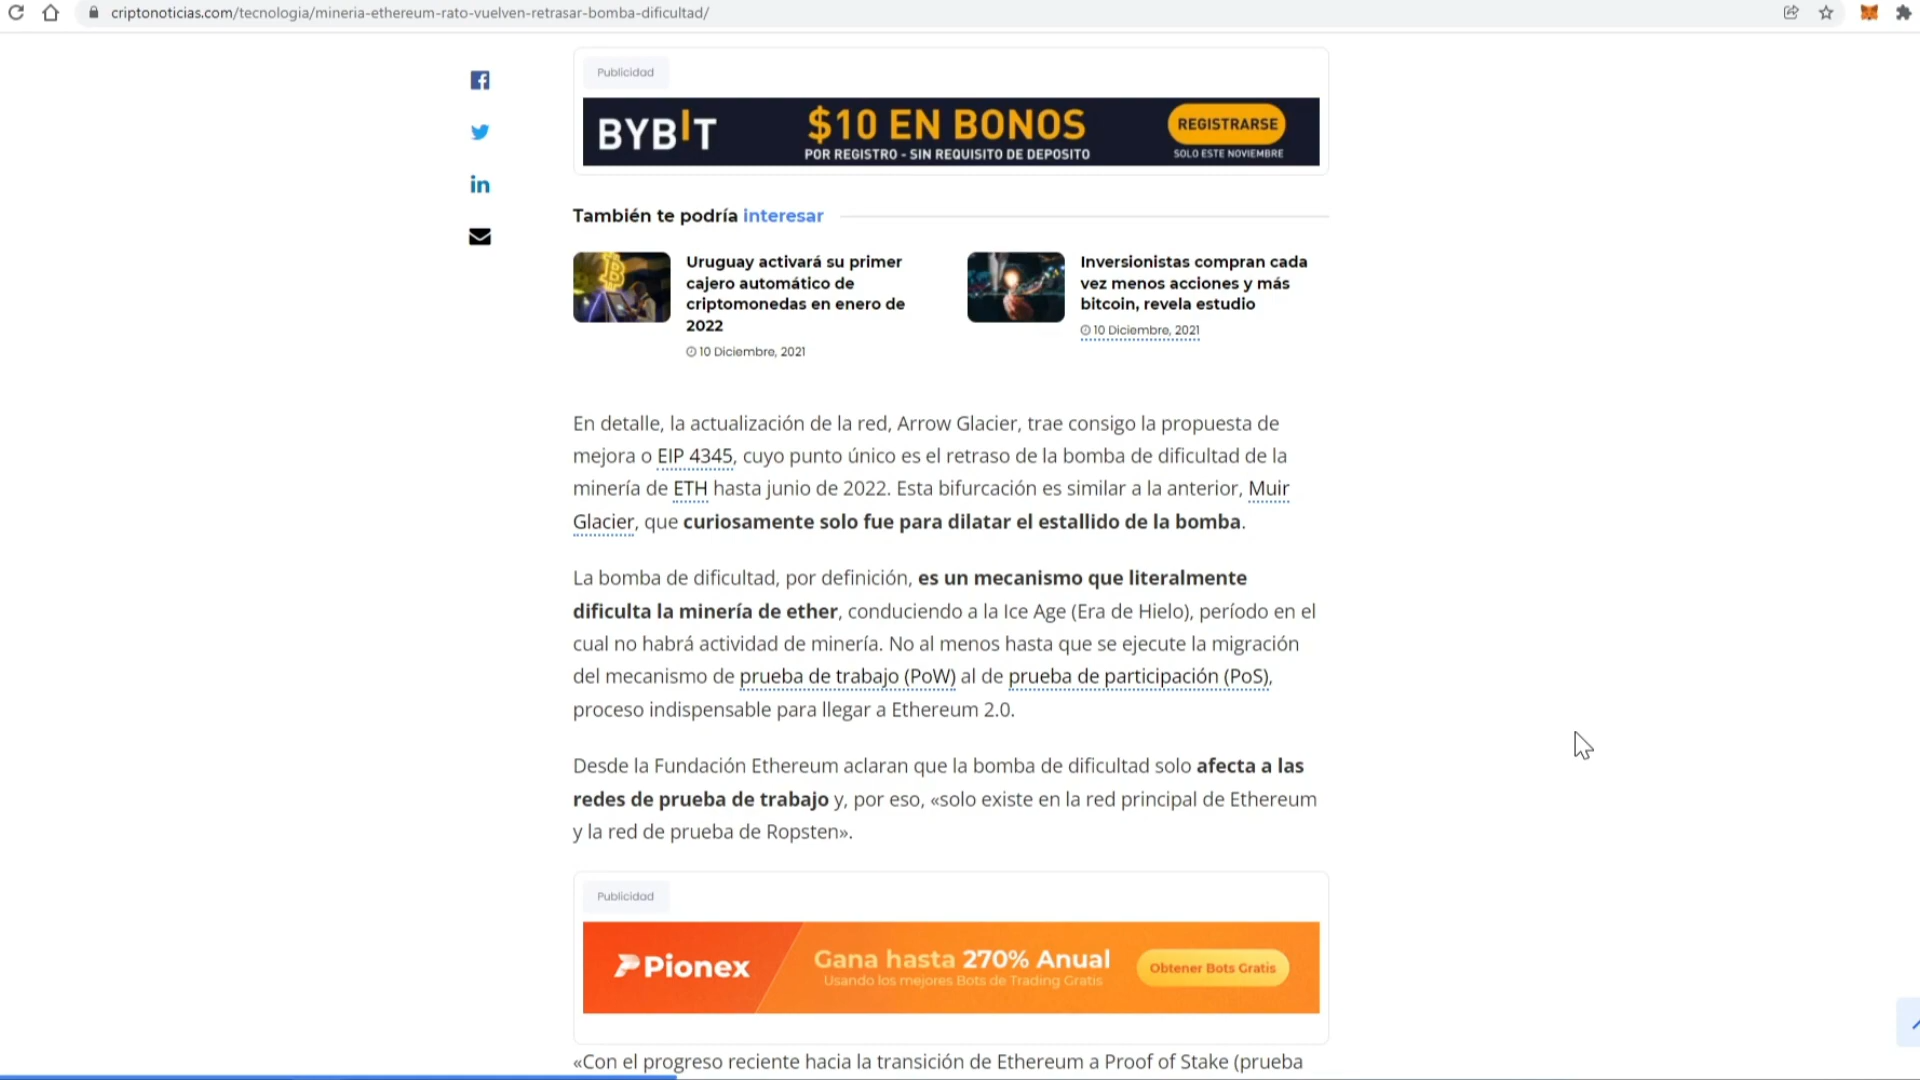 criptonoticias.com/tecnologia/mineria-ethereum-rato-vuelven-retrasar-bomba-dificultad/
Publicidad
BYBIT
$10 EN BONOS
POR REGISTRO - SIN REQUISITO DE DEPOSITO
REGISTRARSE
SOLO ESTE NOVIEMBRE
También te podría interesar
Uruguay activará su primer
cajero automático de
criptomonedas en enero de
2022
10 Diciembre, 2021
Inversionistas compran cada
vez menos acciones y más
bitcoin, revela estudio
10 Diciembre, 2021
En detalle, la actualización de la red, Arrow Glacier, trae consigo la propuesta de
mejora o EIP 4345, cuyo punto único es el retraso de la bomba de dificultad de la
minería de ETH hasta junio de 2022. Esta bifurcación es similar a la anterior, Muir
Glacier, que curiosamente solo fue para dilatar el estallido de la bomba.
La bomba de dificultad, por definición, es un mecanismo que literalmente
dificulta la minería de ether, conduciendo a la Ice Age (Era de Hielo), período en el
cual no habrá actividad de minería. No al menos hasta que se ejecute la migración
del mecanismo de prueba de trabajo (PoW) al de prueba de participación (PoS),
proceso indispensable para llegar a Ethereum 2.0.
Desde la Fundación Ethereum aclaran que la bomba de dificultad solo afecta a las
redes de prueba de trabajo y, por eso, «solo existe en la red principal de Ethereum
y la red de prueba de Ropsten».
Publicidad
Pionex
Gana hasta 270% Anual
Usando los mejores Bots de Trading Gratis
Obtener Bots Gratis
«Con el progreso reciente hacia la transición de Ethereum a Proof of Stake (prueba